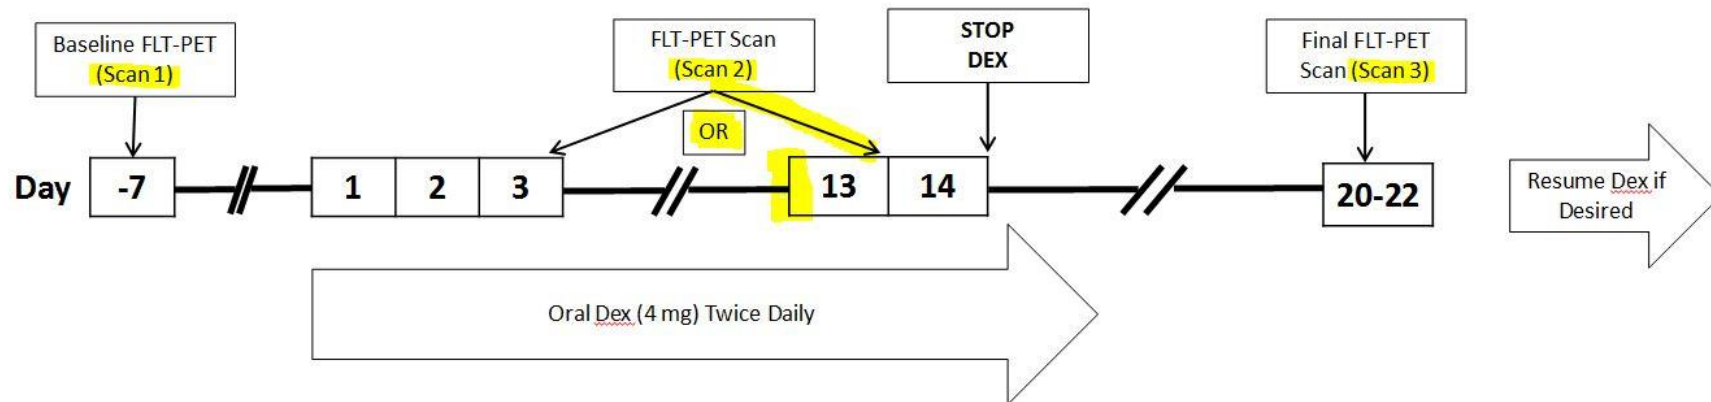 Baseline FLT-PET
(Scan 1)
FLT-PET Scan
(Scan 2)
STOP
DEX
Final FLT-PET
Scan (Scan 3)
OR
Day -7 1 2 3 13 14 20-22
Resume Dex if
Desired
Oral Dex (4 mg) Twice Daily